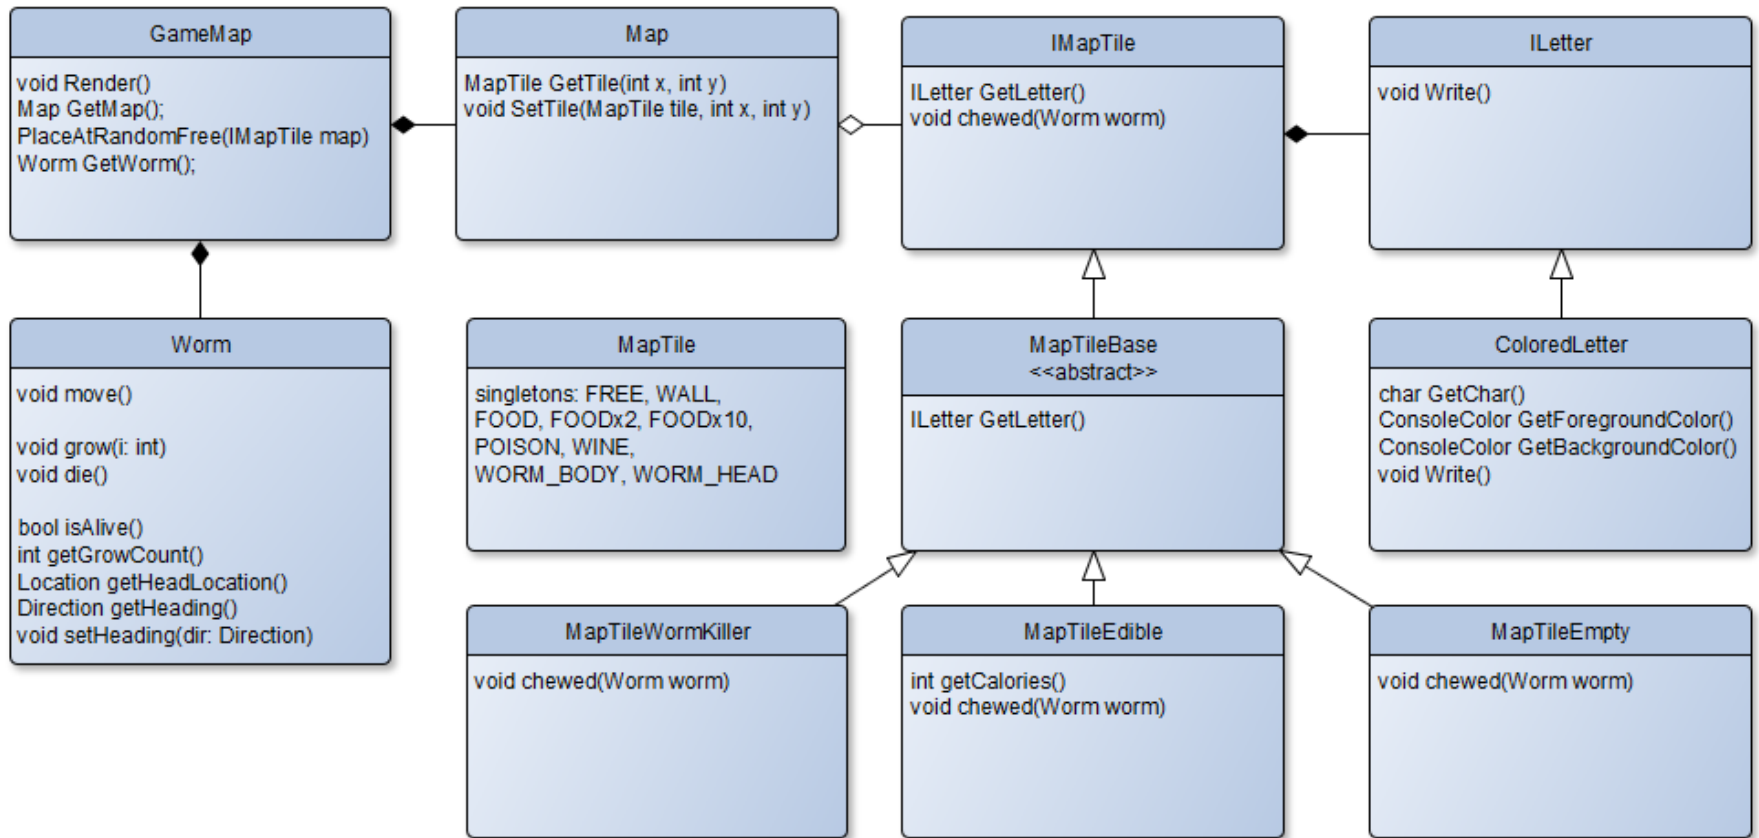 GameMap
void Render()
Map GetMap();
PlaceAtRandomFree(IMapTile map)
Worm GetWorm();
Map
MapTile GetTile(int x, int y)
void SetTile(MapTile tile, int x, int y)
IMapTile
ILetter GetLetter()
void chewed(Worm worm)
ILetter
void Write()
Worm
void move()
void grow(i: int)
void die()
bool isAlive()
int getGrowCount()
Location getHeadLocation()
Direction getHeading()
void setHeading(dir: Direction)
MapTile
singletons: FREE, WALL,
FOOD, FOODx2, FOODx10,
POISON, WINE,
WORM_BODY, WORM_HEAD
MapTileBase
<<abstract>>
ILetter GetLetter()
ColoredLetter
char GetChar()
ConsoleColor GetForegroundColor()
ConsoleColor GetBackgroundColor()
void Write()
MapTileWormKiller
void chewed(Worm worm)
MapTileEdible
int getCalories()
void chewed(Worm worm)
MapTileEmpty
void chewed(Worm worm)